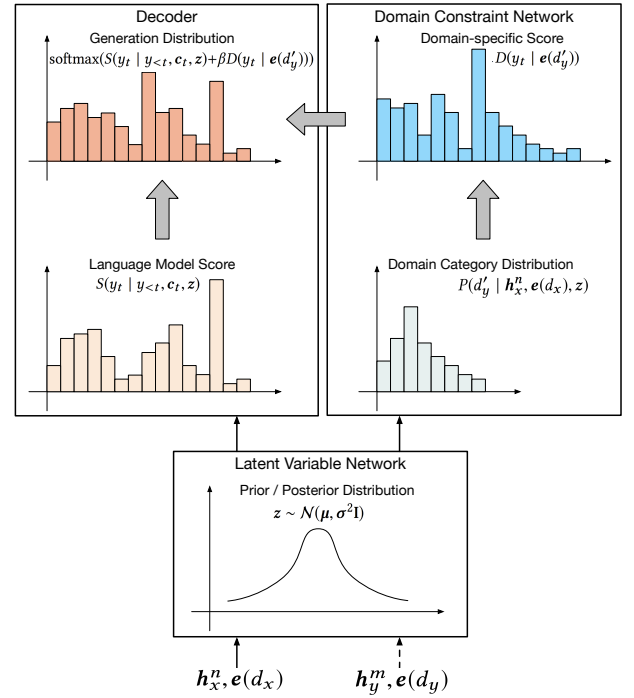 Decoder
Generation Distribution
softmax(S(y_t | y_{<t}, c_t, z)+βD(y_t | e(d'_y)))
Language Model Score
S(y_t | y_{<t}, c_t, z)
Domain Constraint Network
Domain-specific Score
.D(y_t | e(d'_y))
Domain Category Distribution
P(d'_y | h^n_x, e(d_x), z)
Latent Variable Network
Prior / Posterior Distribution
z ~ N(μ, σ²I)
h^n_x, e(d_x)
h^m_y, e(d_y)